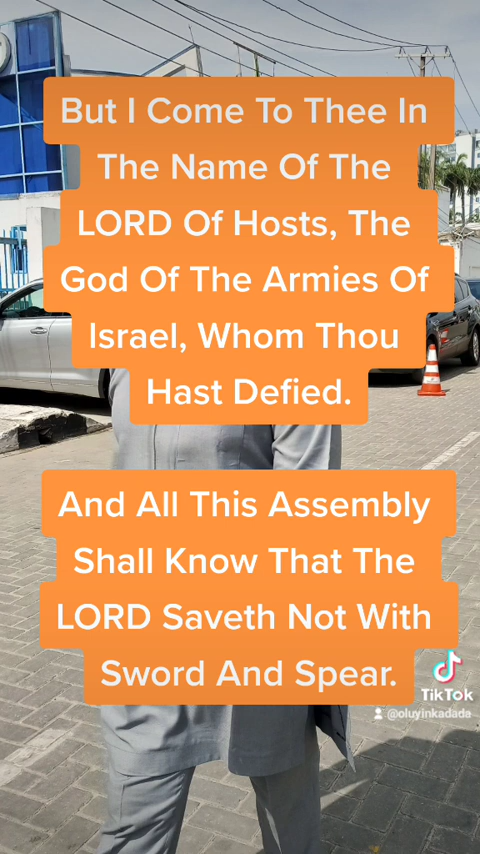 But I Come To Thee In
The Name Of The
LORD Of Hosts, The
God Of The Armies Of
Israel, Whom Thou
Hast Defied.
And All This Assembly
Shall Know That The
LORD Saveth Not With
Sword And Spear.
TikTok
@oluyinkadada